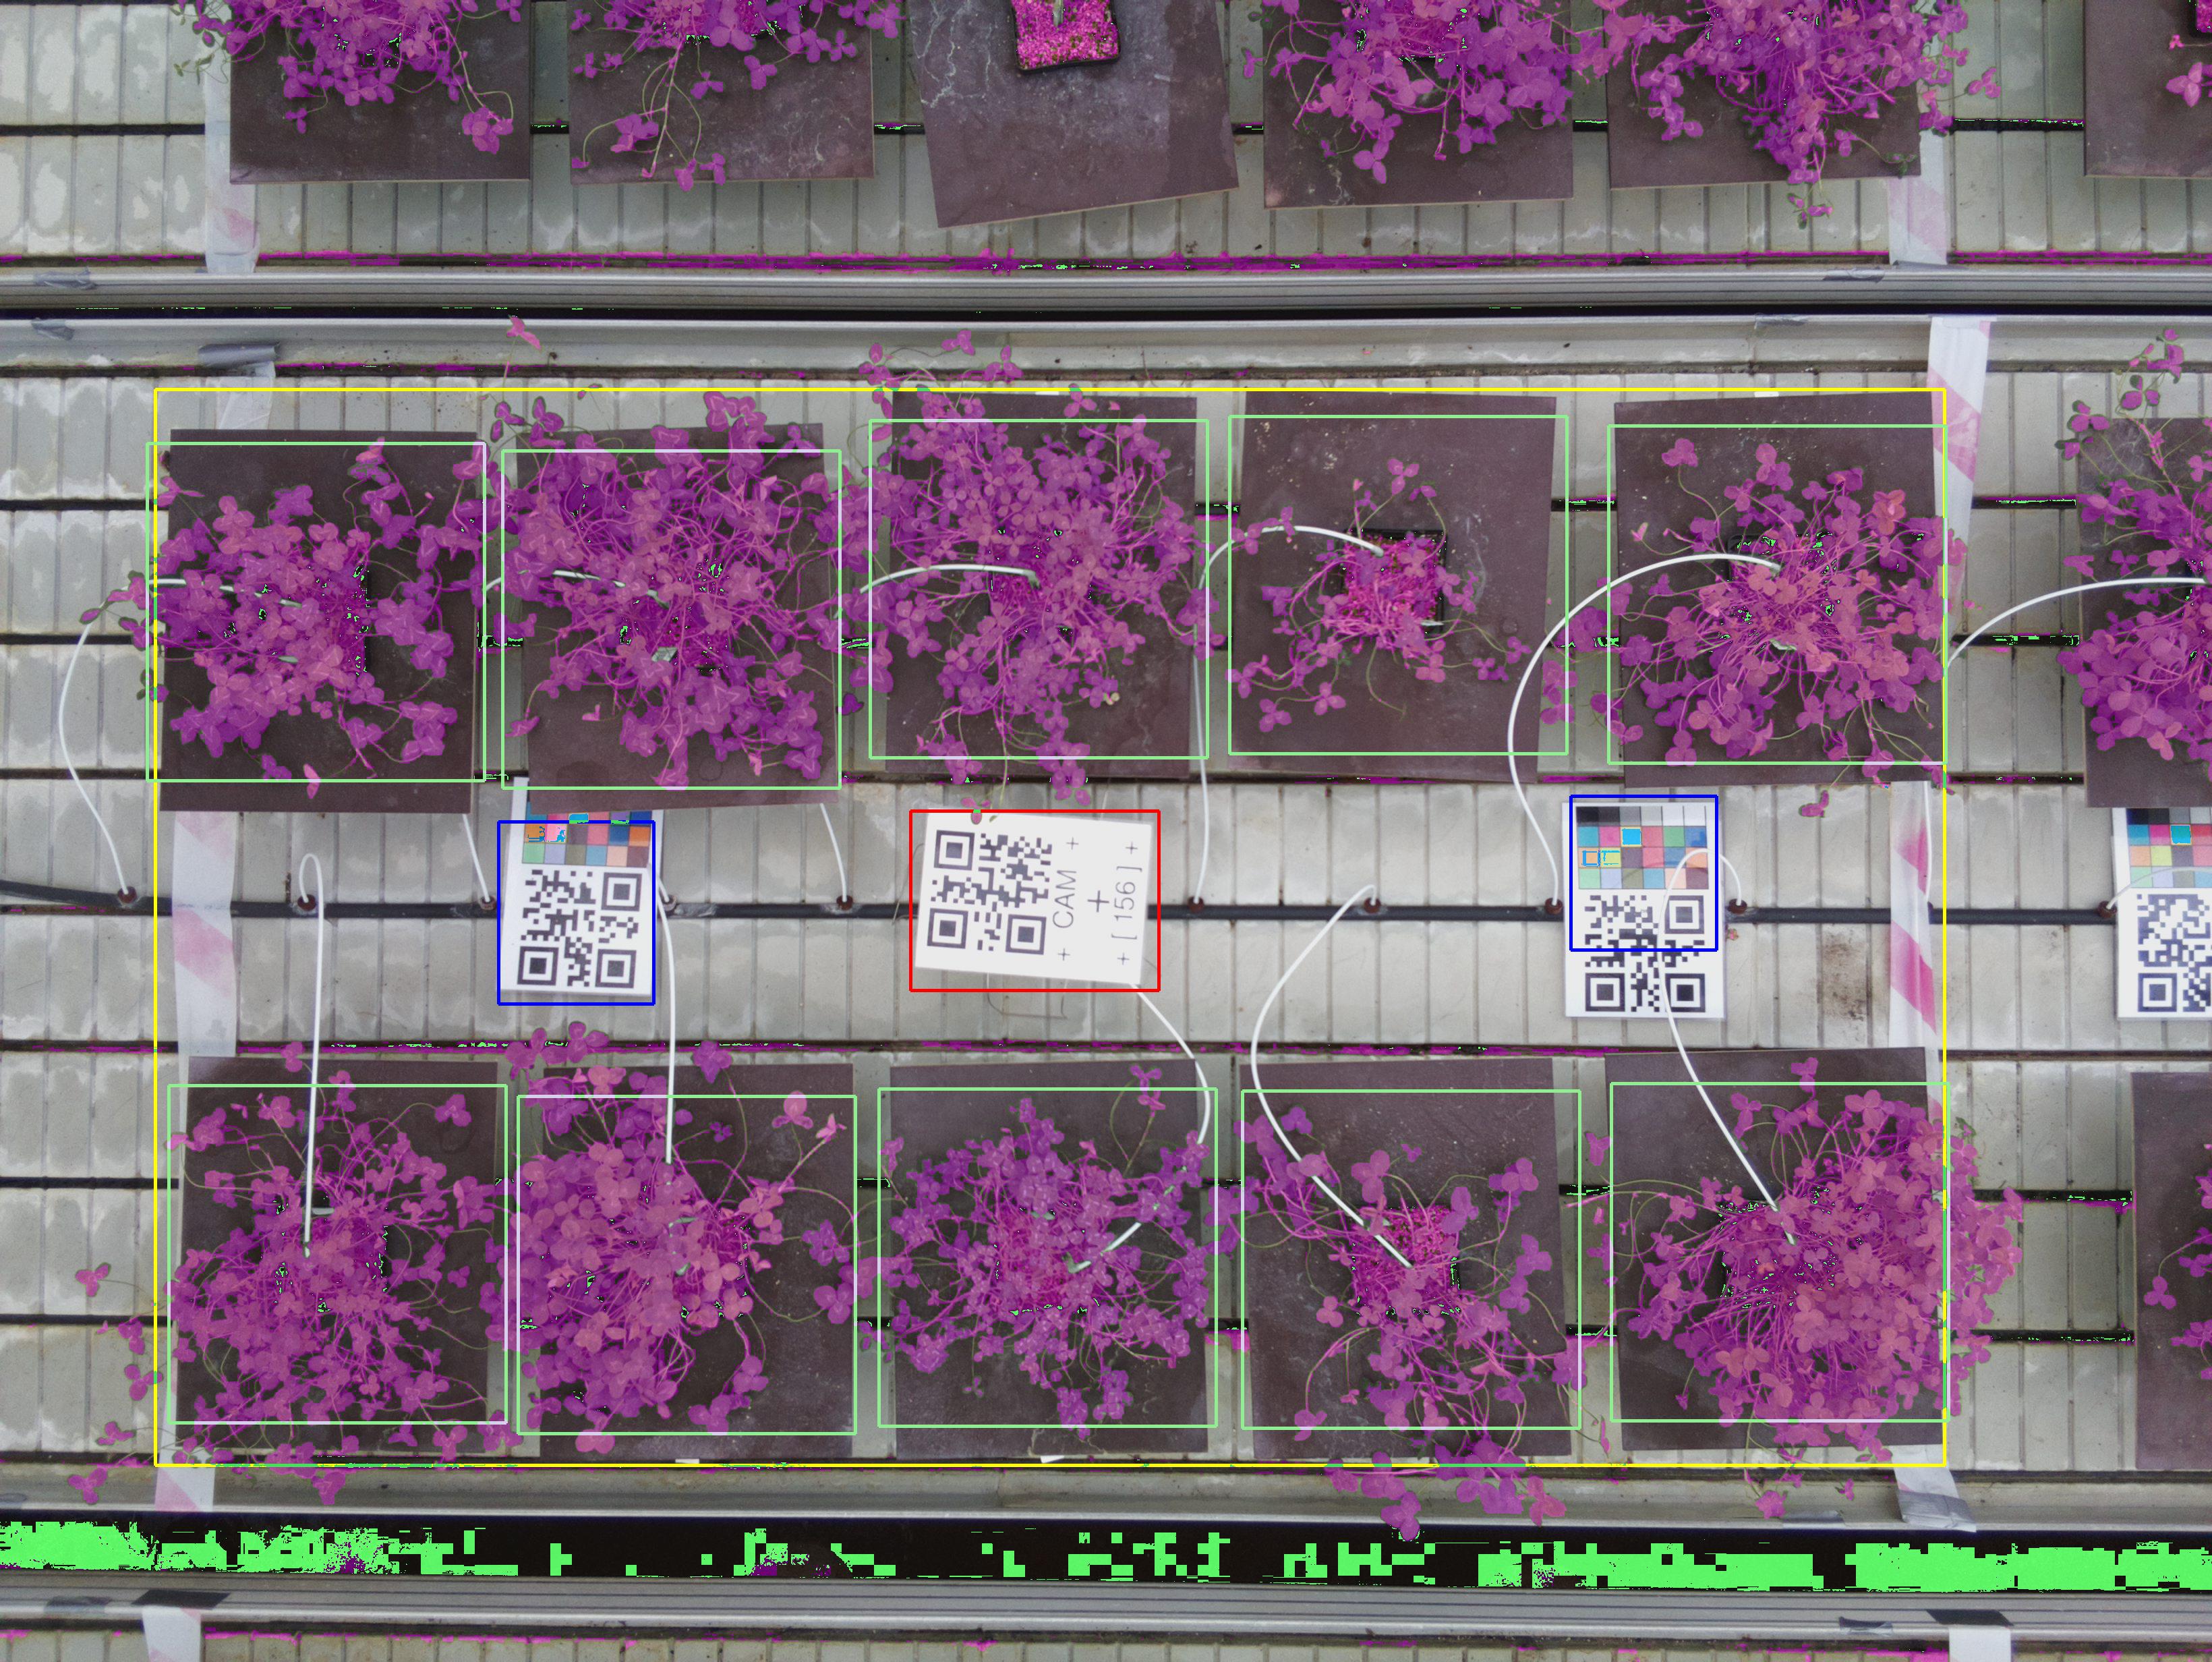 + CAM +
+
+ [ 156 ] +